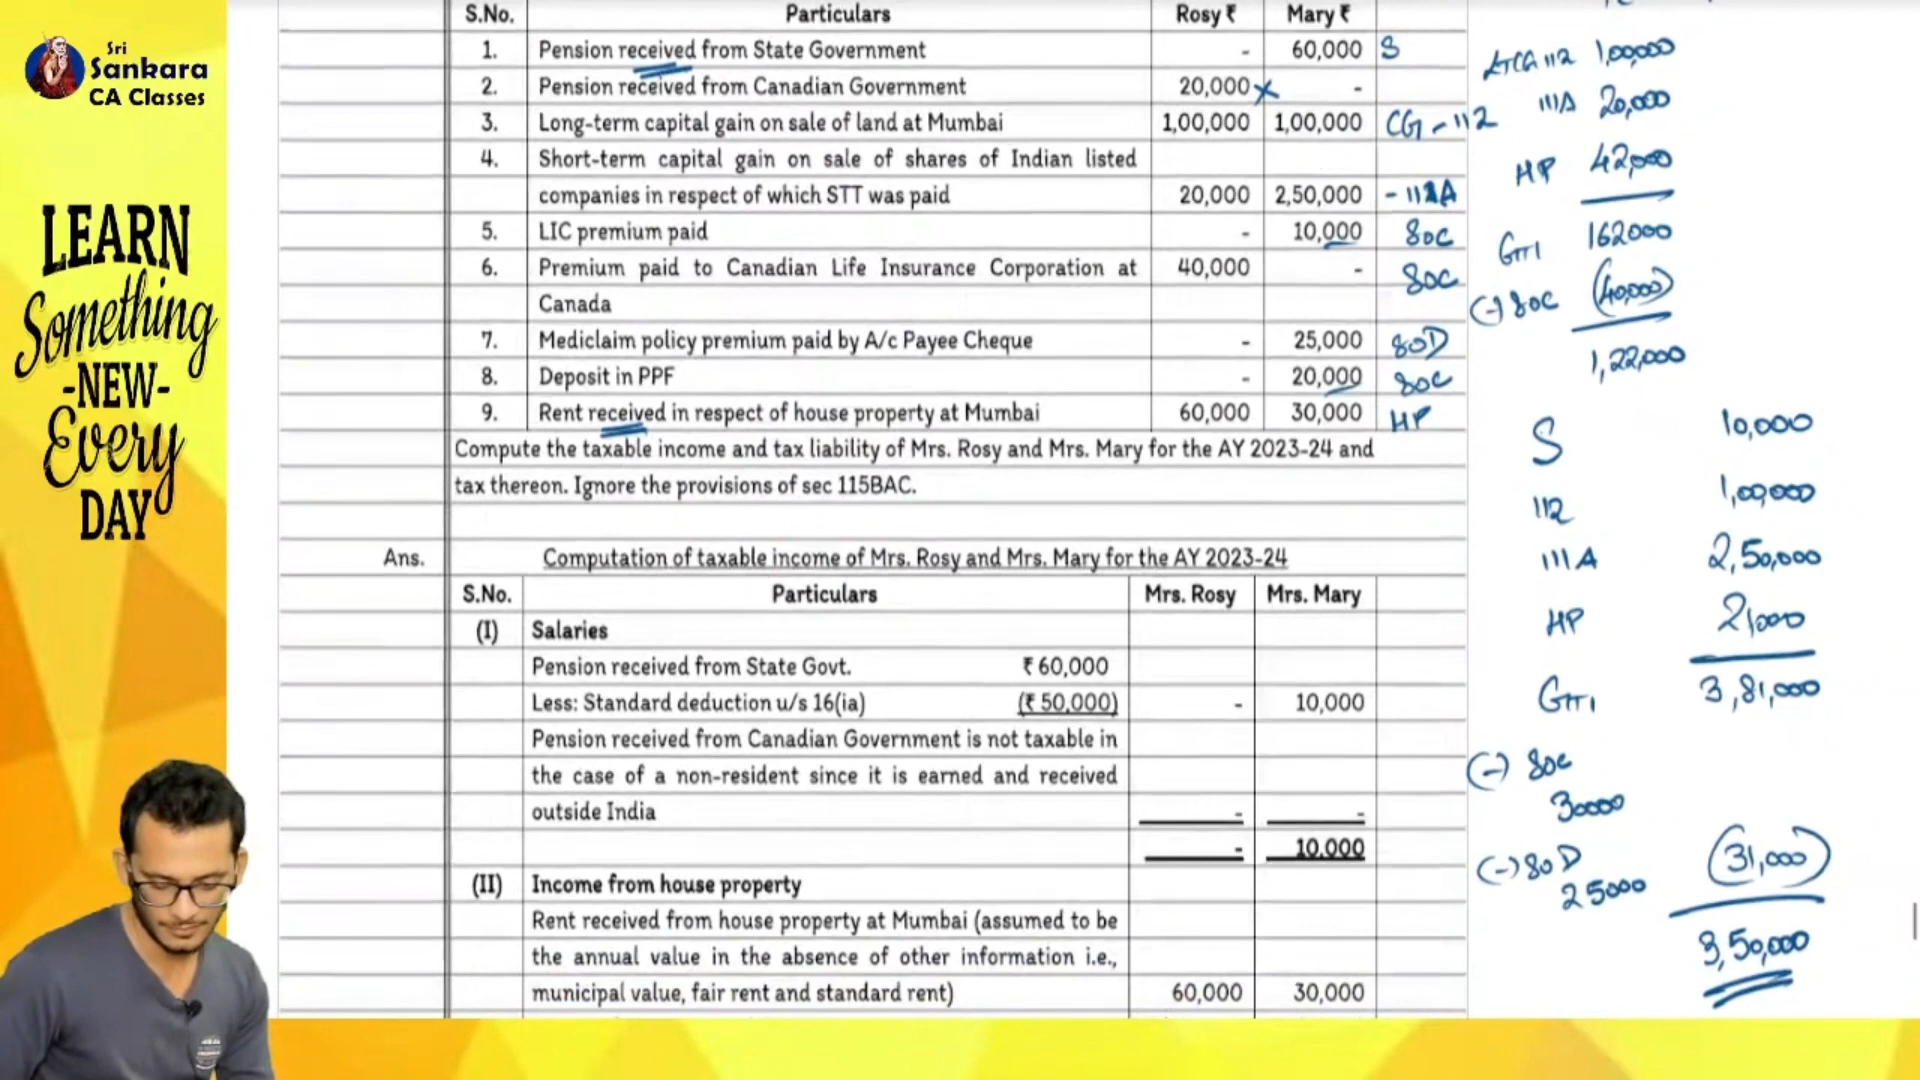 Sri
Sankara
CA Classes
LEARN
Something
-NEW-
Every
DAY
S.No. Particulars Rosy ₹ Mary ₹
1. Pension received from State Government - 60,000 S
2. Pension received from Canadian Government 20,000 x -
3. Long-term capital gain on sale of land at Mumbai 1,00,000 1,00,000 CG - 112
4. Short-term capital gain on sale of shares of Indian listed
companies in respect of which STT was paid 20,000 2,50,000 - 111A
5. LIC premium paid - 10,000 80C
6. Premium paid to Canadian Life Insurance Corporation at 40,000 - 80C
Canada
7. Mediclaim policy premium paid by A/c Payee Cheque - 25,000 80D
8. Deposit in PPF - 20,000 80C
9. Rent received in respect of house property at Mumbai 60,000 30,000 HP
Compute the taxable income and tax liability of Mrs. Rosy and Mrs. Mary for the AY 2023-24 and
tax thereon. Ignore the provisions of sec 115BAC.
Ans. Computation of taxable income of Mrs. Rosy and Mrs. Mary for the AY 2023-24
S.No. Particulars Mrs. Rosy Mrs. Mary
(I) Salaries
Pension received from State Govt. ₹ 60,000
Less: Standard deduction u/s 16(ia) (₹ 50,000) - 10,000
Pension received from Canadian Government is not taxable in
the case of a non-resident since it is earned and received
outside India - -
- 10,000
(II) Income from house property
Rent received from house property at Mumbai (assumed to be
the annual value in the absence of other information i.e.,
municipal value, fair rent and standard rent) 60,000 30,000
LTCG 112 1,00,000
111A 20,000
HP 42,000
GTI 162000
(-) 80C (40,000)
1,22,000
S 10,000
112 1,00,000
111A 2,50,000
HP 21,000
GTI 3,81,000
(-) 80C
30000
(-) 80D (31,000)
25000
3,50,000